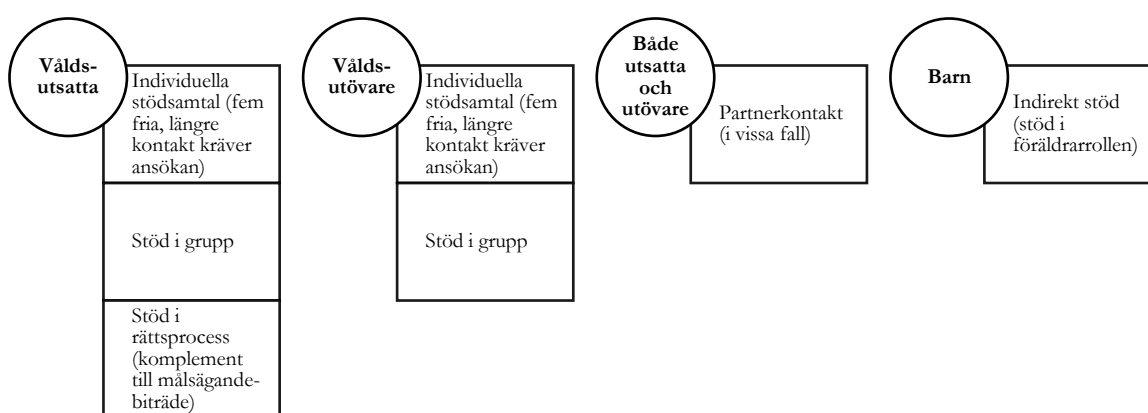 Vålds-
utsatta
Individuella
stödsamtal (fem
fria, längre
kontakt kräver
ansökan)
Stöd i grupp
Stöd i
rättsprocess
(komplement
till målsägande-
biträde)
Vålds-
utövare
Individuella
stödsamtal (fem
fria, längre
kontakt kräver
ansökan)
Stöd i grupp
Både
utsatta
och
utövare
Partnerkontakt
(i vissa fall)
Barn
Indirekt stöd
(stöd i
föräldrarrollen)